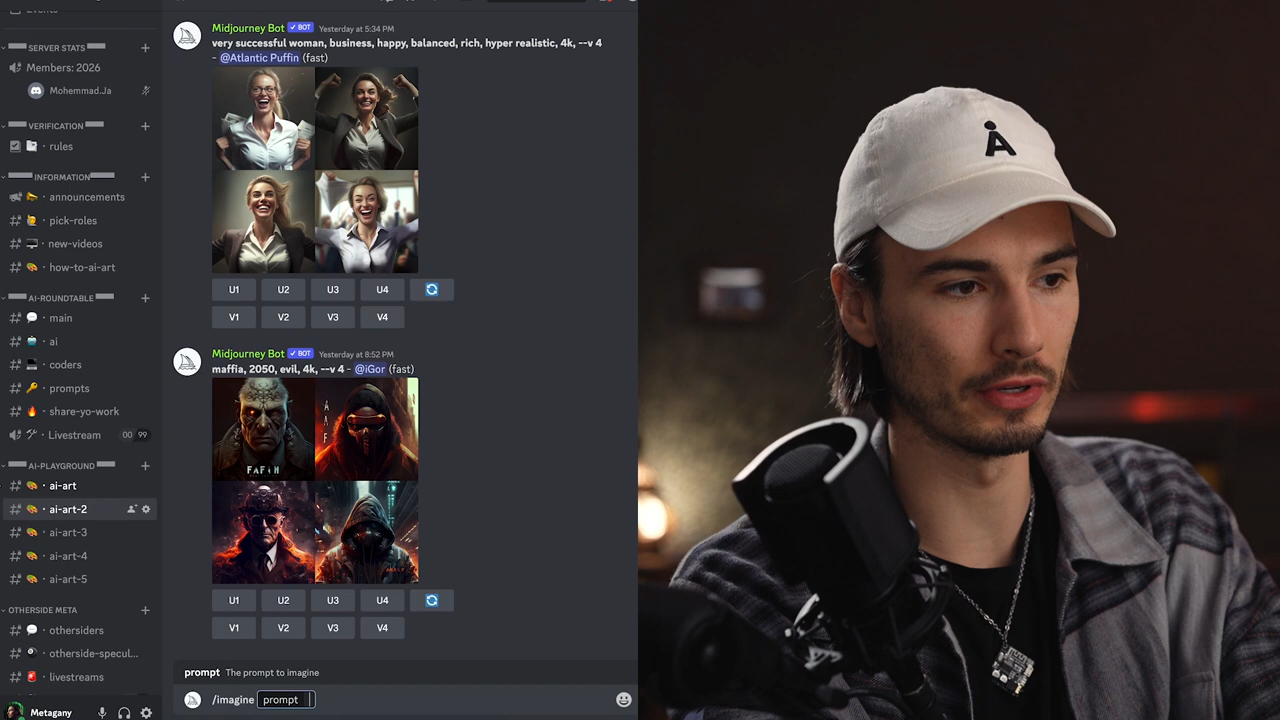 Events
SERVER STATS
Members: 2026
Mohemmad.Ja
VERIFICATION
rules
INFORMATION
announcements
pick-roles
new-videos
how-to-ai-art
AI-ROUNDTABLE
main
ai
coders
prompts
share-yo-work
Livestream 00 99
AI-PLAYGROUND
ai-art
ai-art-2
ai-art-3
ai-art-4
ai-art-5
OTHERSIDE META
othersiders
otherside-specul...
livestreams
Metagany
Midjourney Bot BOT Yesterday at 5:34 PM
very successful woman, business, happy, balanced, rich, hyper realistic, 4k, --v 4
- @Atlantic Puffin (fast)
U1 U2 U3 U4
V1 V2 V3 V4
Midjourney Bot BOT Yesterday at 8:52 PM
maffia, 2050, evil, 4k, --v 4 - @iGor (fast)
U1 U2 U3 U4
V1 V2 V3 V4
prompt The prompt to imagine
/imagine prompt
A